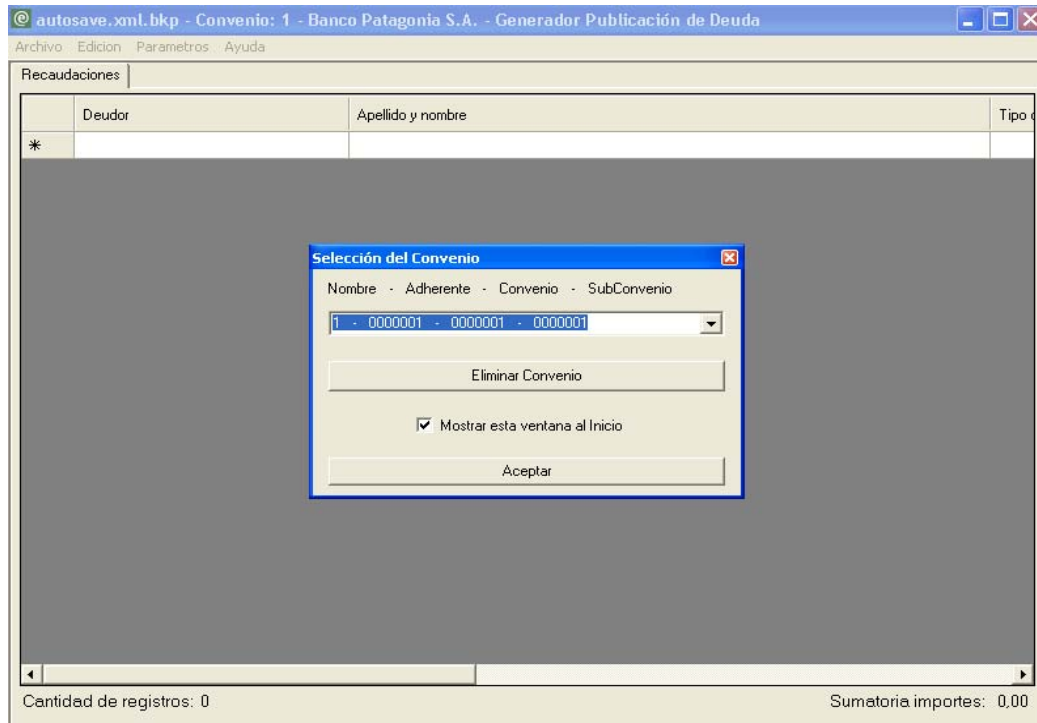 autosave.xml.bkp - Convenio: 1 - Banco Patagonia S.A. - Generador Publicación de Deuda
Archivo Edicion Parametros Ayuda
Recaudaciones
Deudor Apellido y nombre Tipo
Selección del Convenio
Nombre - Adherente - Convenio - SubConvenio
1 - 0000001 - 0000001 - 0000001
Eliminar Convenio
Mostrar esta ventana al Inicio
Aceptar
Cantidad de registros: 0 Sumatoria importes: 0,00